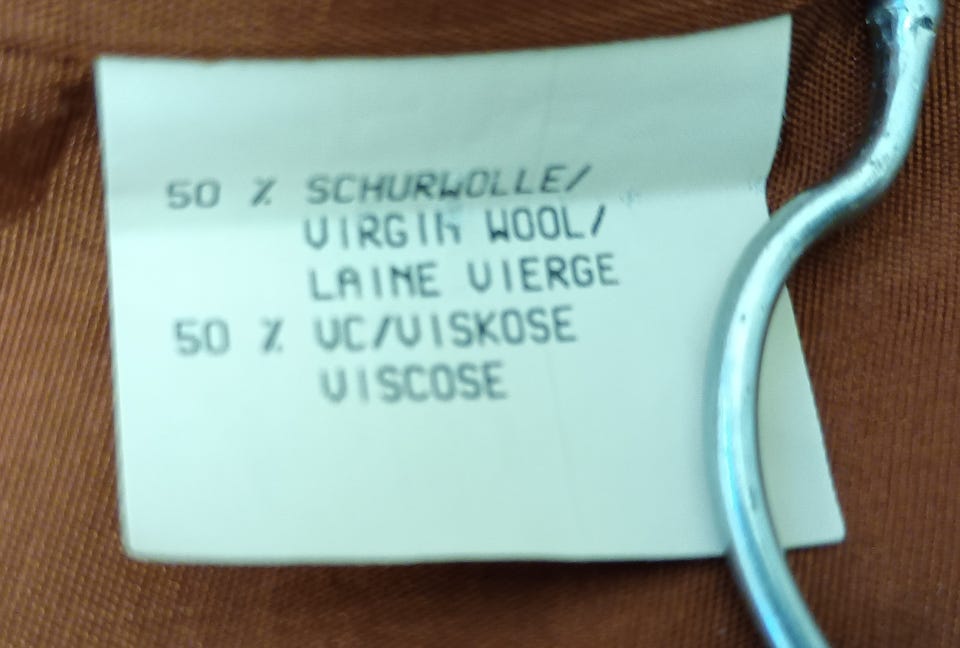 50 % SCHURWOLLE/
VIRGIN WOOL/
LAINE VIERGE
50 % VC/VISKOSE
VISCOSE